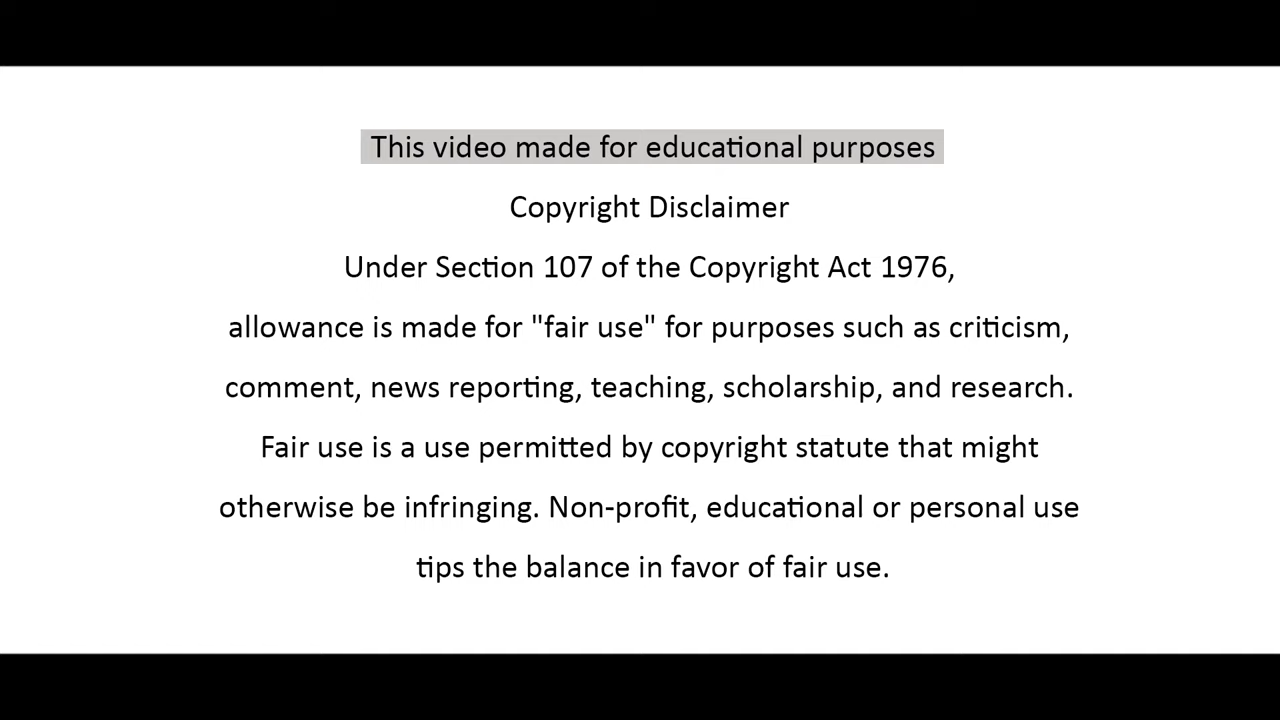 This video made for educational purposes
Copyright Disclaimer
Under Section 107 of the Copyright Act 1976,
allowance is made for "fair use" for purposes such as criticism,
comment, news reporting, teaching, scholarship, and research.
Fair use is a use permitted by copyright statute that might
otherwise be infringing. Non-profit, educational or personal use
tips the balance in favor of fair use.